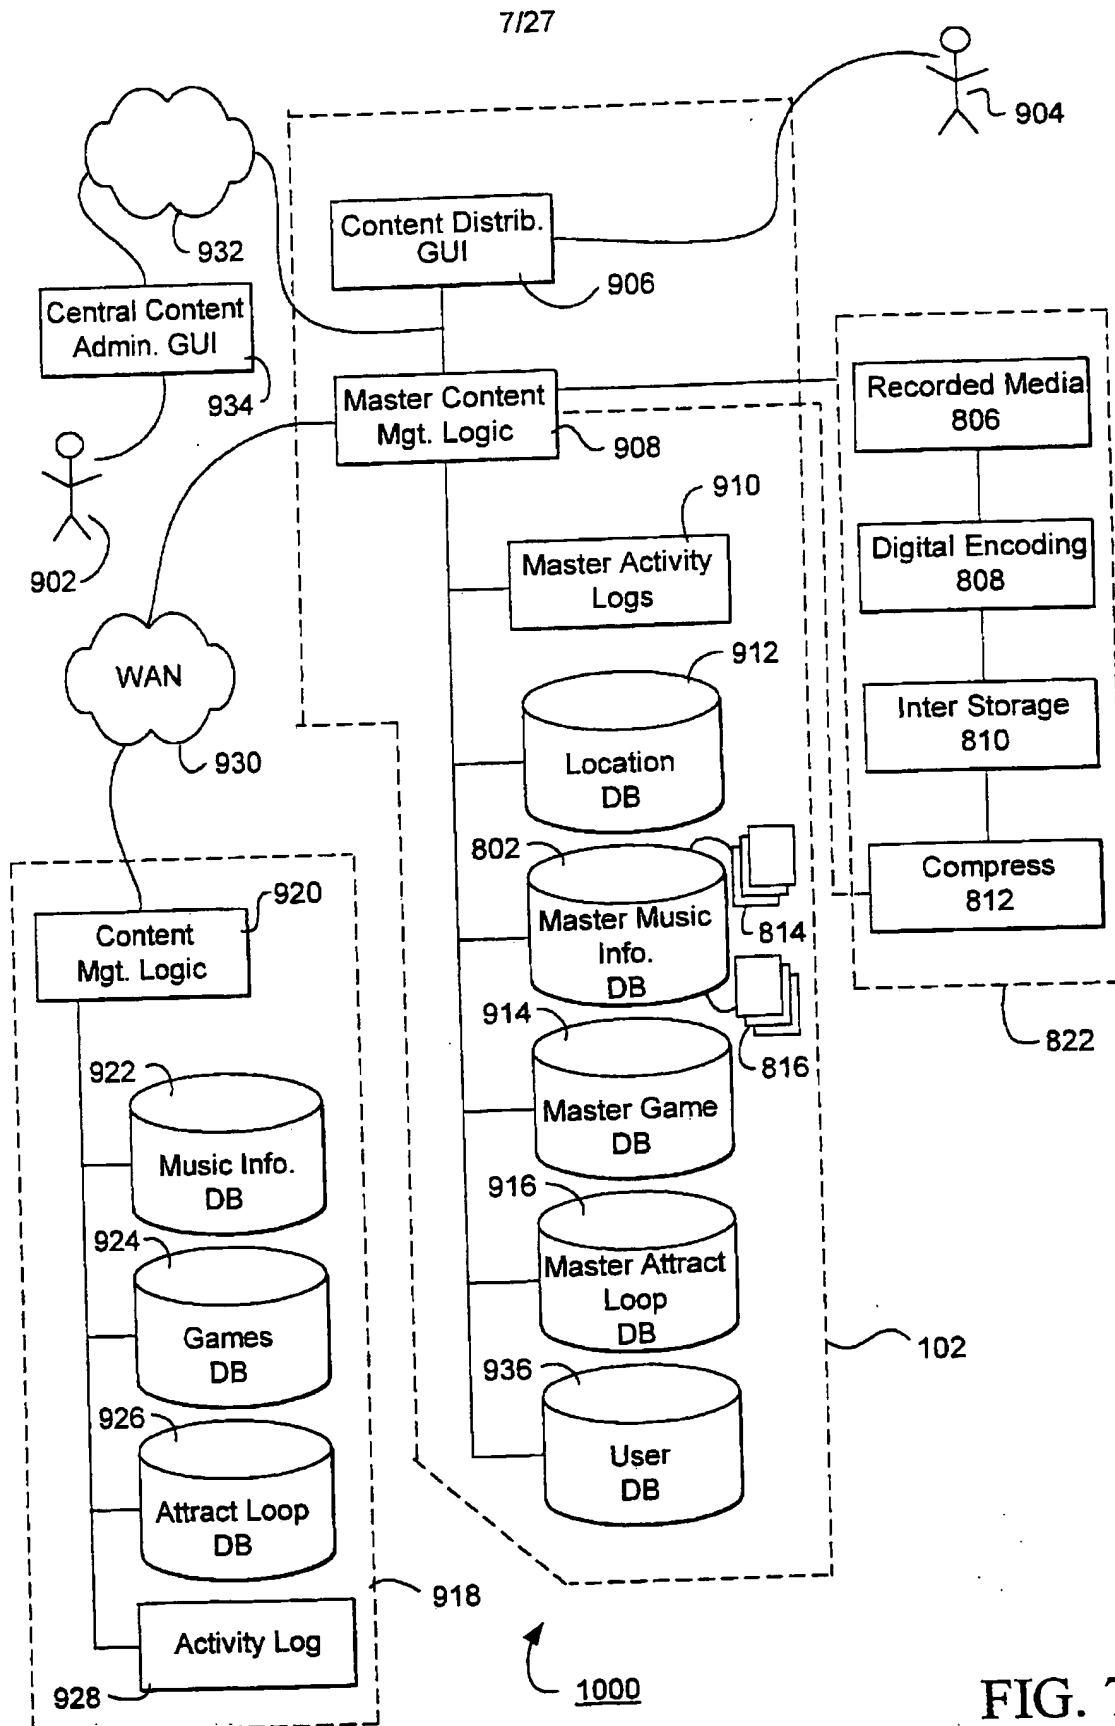 7/27
904
932
Content Distrib.
GUI
906
Central Content
Admin. GUI
934
Master Content
Mgt. Logic
908
Recorded Media
806
902
910
Master Activity
Logs
Digital Encoding
808
WAN
930
912
Location
DB
Inter Storage
810
802
Master Music
Info.
DB
814
816
Compress
812
822
920
Content
Mgt. Logic
914
Master Game
DB
922
Music Info.
DB
916
Master Attract
Loop
DB
102
924
Games
DB
936
User
DB
926
Attract Loop
DB
918
Activity Log
928
1000
FIG.